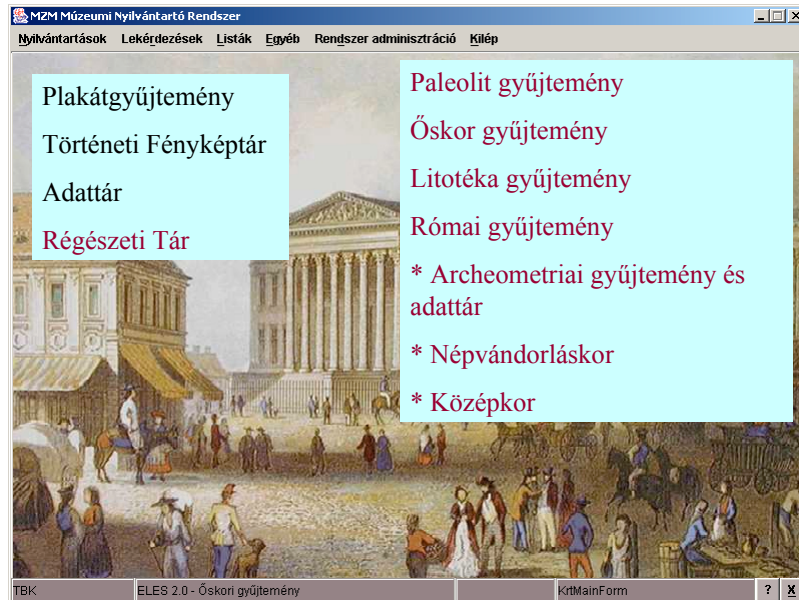 MZM Múzeumi Nyilvántartó Rendszer
Nyilvántartások Lekérdezések Listák Egyéb Rendszer adminisztráció Kilép
Plakátgyűjtemény
Történeti Fényképtár
Adattár
Régészeti Tár
Paleolit gyűjtemény
Őskor gyűjtemény
Litotéka gyűjtemény
Római gyűjtemény
* Archeometriai gyűjtemény és
adattár
* Népvándorláskor
* Középkor
TBK ELES 2.0 - Őskori gyűjtemény KrtMainForm ? X